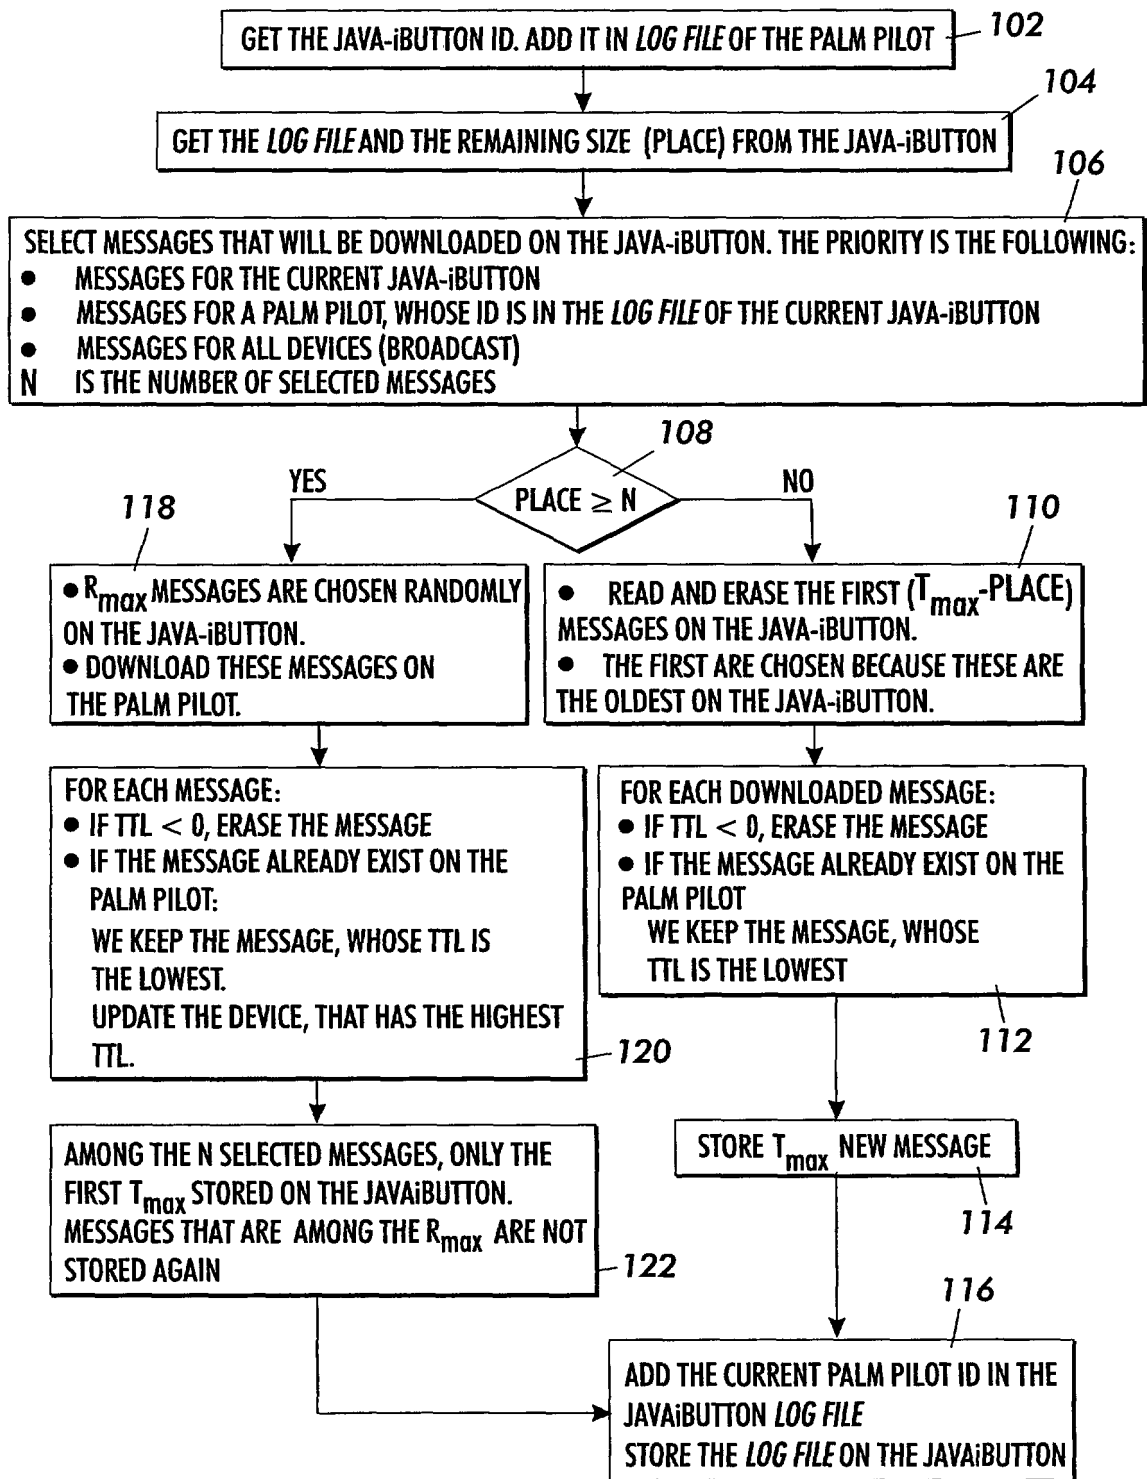 GET THE JAVA-iBUTTON ID. ADD IT IN LOG FILE OF THE PALM PILOT
102
104
GET THE LOG FILE AND THE REMAINING SIZE (PLACE) FROM THE JAVA-iBUTTON
106
SELECT MESSAGES THAT WILL BE DOWNLOADED ON THE JAVA-iBUTTON. THE PRIORITY IS THE FOLLOWING:
● MESSAGES FOR THE CURRENT JAVA-iBUTTON
● MESSAGES FOR A PALM PILOT, WHOSE ID IS IN THE LOG FILE OF THE CURRENT JAVA-iBUTTON
● MESSAGES FOR ALL DEVICES (BROADCAST)
N IS THE NUMBER OF SELECTED MESSAGES
108
PLACE ≥ N
YES
NO
118
● Rmax MESSAGES ARE CHOSEN RANDOMLY
ON THE JAVA-iBUTTON.
● DOWNLOAD THESE MESSAGES ON
THE PALM PILOT.
110
● READ AND ERASE THE FIRST (Tmax-PLACE)
MESSAGES ON THE JAVA-iBUTTON.
● THE FIRST ARE CHOSEN BECAUSE THESE ARE
THE OLDEST ON THE JAVA-iBUTTON.
FOR EACH MESSAGE:
● IF TTL < 0, ERASE THE MESSAGE
● IF THE MESSAGE ALREADY EXIST ON THE
PALM PILOT:
WE KEEP THE MESSAGE, WHOSE TTL IS
THE LOWEST.
UPDATE THE DEVICE, THAT HAS THE HIGHEST
TTL.
120
FOR EACH DOWNLOADED MESSAGE:
● IF TTL < 0, ERASE THE MESSAGE
● IF THE MESSAGE ALREADY EXIST ON THE
PALM PILOT
WE KEEP THE MESSAGE, WHOSE
TTL IS THE LOWEST
112
AMONG THE N SELECTED MESSAGES, ONLY THE
FIRST Tmax STORED ON THE JAVAiBUTTON.
MESSAGES THAT ARE AMONG THE Rmax ARE NOT
STORED AGAIN
122
STORE Tmax NEW MESSAGE
114
116
ADD THE CURRENT PALM PILOT ID IN THE
JAVAiBUTTON LOG FILE
STORE THE LOG FILE ON THE JAVAiBUTTON